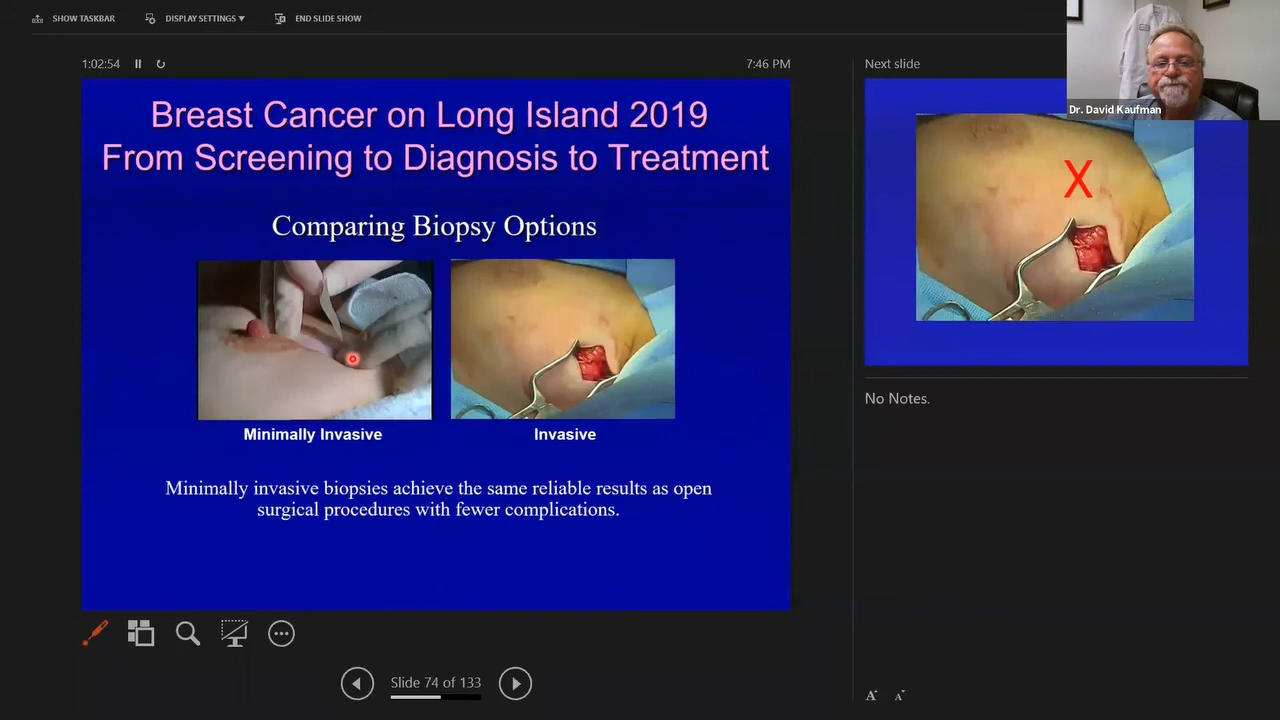 SHOW TASKBAR
DISPLAY SETTINGS ▼
END SLIDE SHOW
1:02:54
7:46 PM
Next slide
Dr. David Kaufman
Breast Cancer on Long Island 2019
From Screening to Diagnosis to Treatment
Comparing Biopsy Options
X
Minimally Invasive
Invasive
No Notes.
Minimally invasive biopsies achieve the same reliable results as open
surgical procedures with fewer complications.
Slide 74 of 133
A A